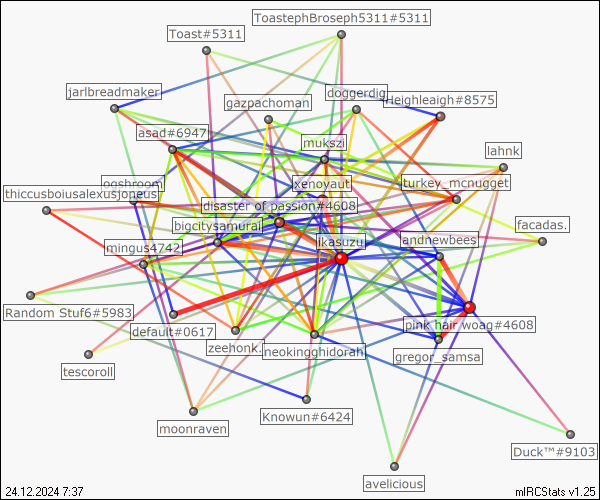 ToastephBroseph5311#5311
Toast#5311
jarlbreadmaker
doggerdig
Heighleagh#8575
gazpachoman
asad#6947
mukszi
lahnk
xenoyaut
turkey_mcnugget
ogshroom
thiccusboiusalexusjoneus
disaster of passion#4608
bigcitysamurai
facadas.
ikasuzu
andnewbees
mingus4742
Random Stuf6#5983
default#0617
pink hair woag#4608
zeehonk.
neokingghidorah
gregor_samsa
tescoroll
Knowun#6424
moonraven
Duck™#9103
avelicious
24.12.2024 7:37
mIRCStats v1.25